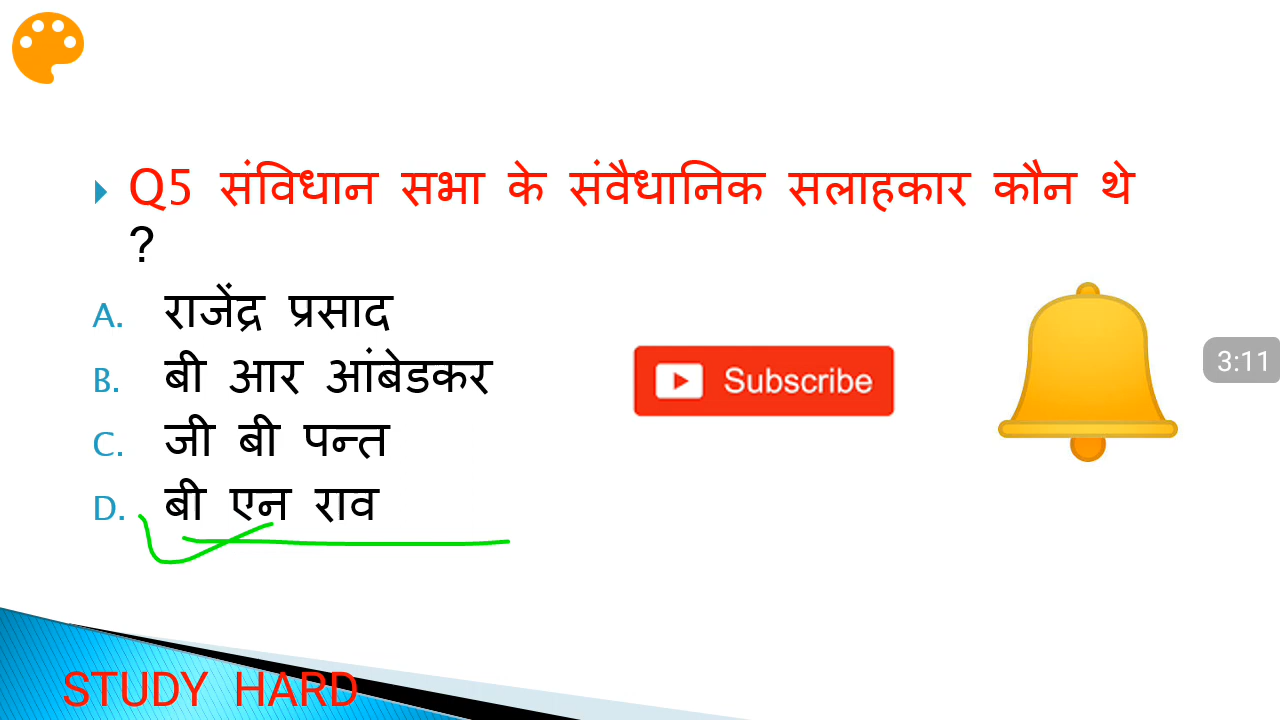 Q5 संविधान सभा के संवैधानिक सलाहकार कौन थे
?
A. राजेंद्र प्रसाद
B. बी आर आंबेडकर
Subscribe
3:11
C. जी बी पन्त
D. बी एन राव
STUDY HARD